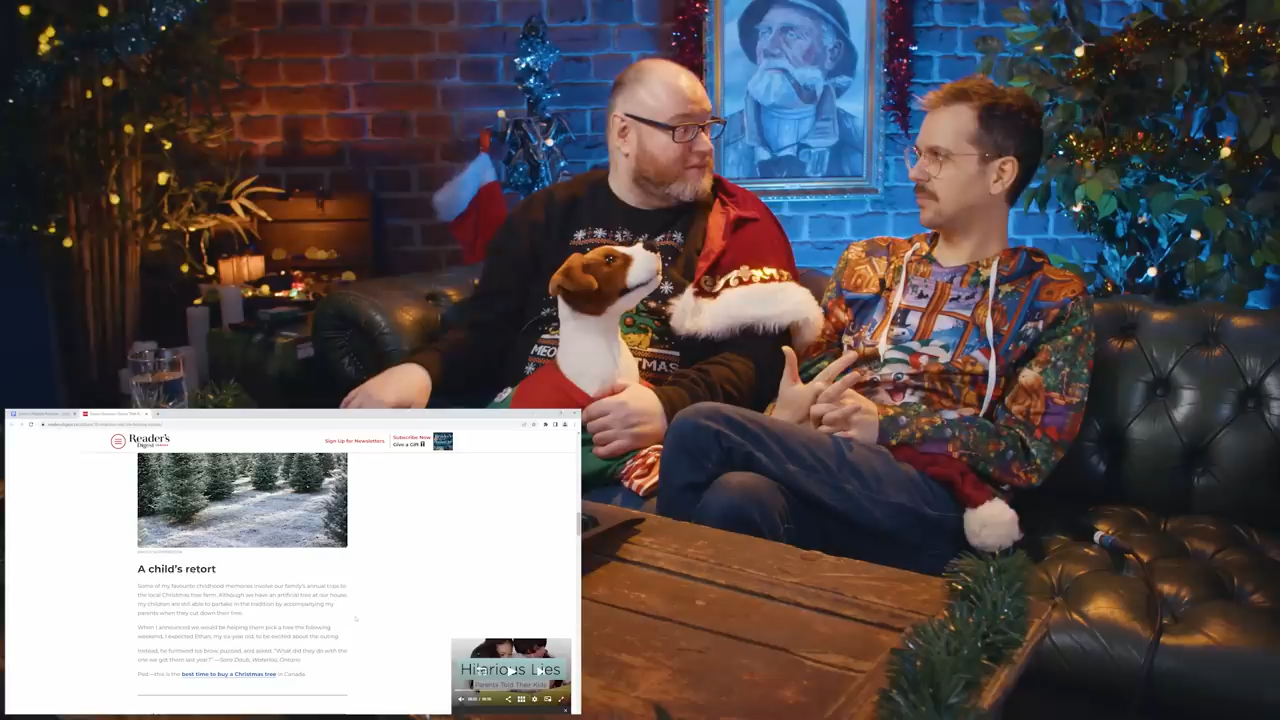 MEO
TMAS
Reader's
Digest
Sign Up for Newsletters
Subscribe Now
Give a Gift
A child's retort
Some of my favourite childhood memories involve our family's annual trips to
the local Christmas tree farm. Although we have an artificial tree at our house,
my children are still able to partake in the tradition by accompanying my
parents when they cut down their tree.
When I announced we would be helping them pick a tree the following
weekend, I expected Ethan, my six-year old, to be excited about the outing.
Instead, he furrowed his brow, puzzled, and asked, "What did they do with the
one we got them last year?" —Sara Daub, Waterloo, Ontario
Psst—this is the best time to buy a Christmas tree in Canada.
Hilarious Lies
Parents Told Their Kids